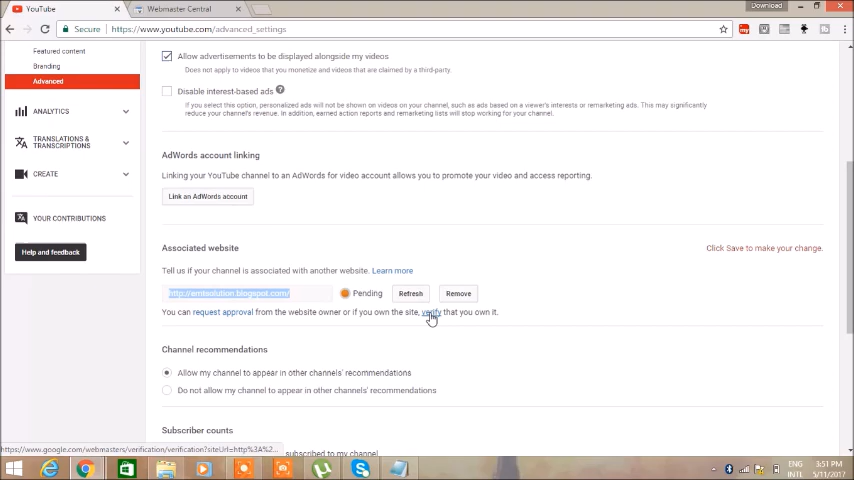 YouTube
Webmaster Central
Download
Secure
https://www.youtube.com/advanced_settings
Featured content
Branding
Advanced
ANALYTICS
TRANSLATIONS &
TRANSCRIPTIONS
CREATE
YOUR CONTRIBUTIONS
Help and feedback
Allow advertisements to be displayed alongside my videos
Does not apply to videos that you monetize and videos that are claimed by a third-party.
Disable interest-based ads ?
If you select this option, personalized ads will not be shown on videos on your channel, such as ads based on a viewer's interests or remarketing ads. This may significantly
reduce your channel's revenue. In addition, earned action reports and remarketing lists will stop working for your channel.
AdWords account linking
Linking your YouTube channel to an AdWords for video account allows you to promote your video and access reporting.
Link an AdWords account
Associated website
Click Save to make your change.
Tell us if your channel is associated with another website. Learn more
http://emtsolution.blogspot.com/
Pending
Refresh
Remove
You can request approval from the website owner or if you own the site, verify that you own it.
Channel recommendations
Allow my channel to appear in other channels' recommendations
Do not allow my channel to appear in other channels' recommendations
Subscriber counts
https://www.google.com/webmasters/verification/verification?siteUrl=http%3A%2...
subscribed to my channel
ENG
INTL
3:51 PM
5/11/2017